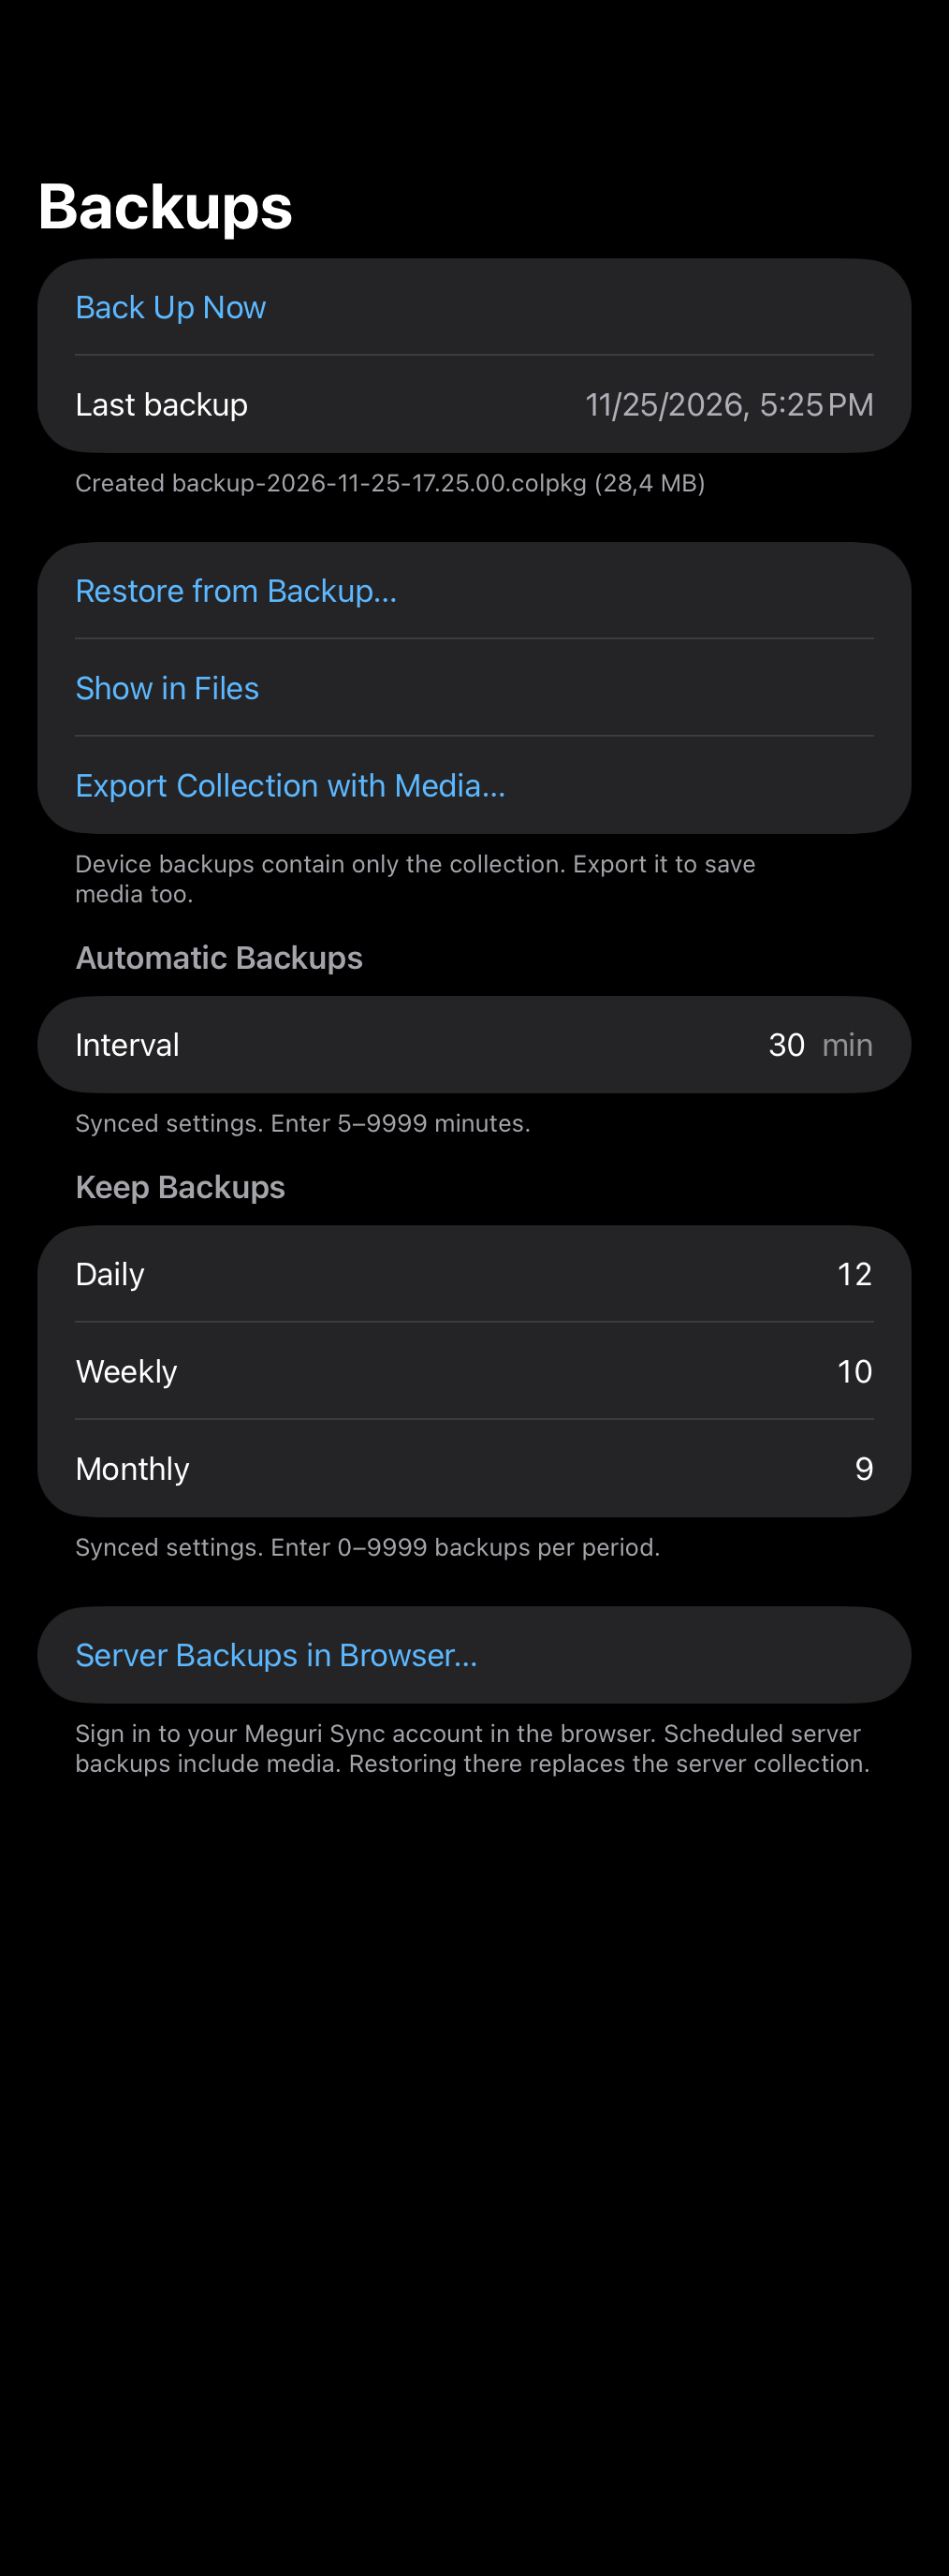 Backups
Back Up Now
Last backup 11/25/2026, 5:25 PM
Created backup-2026-11-25-17.25.00.colpkg (28,4 MB)
Restore from Backup...
Show in Files
Export Collection with Media...
Device backups contain only the collection. Export it to save
media too.
Automatic Backups
Interval 30 min
Synced settings. Enter 5–9999 minutes.
Keep Backups
Daily 12
Weekly 10
Monthly 9
Synced settings. Enter 0–9999 backups per period.
Server Backups in Browser...
Sign in to your Meguri Sync account in the browser. Scheduled server
backups include media. Restoring there replaces the server collection.